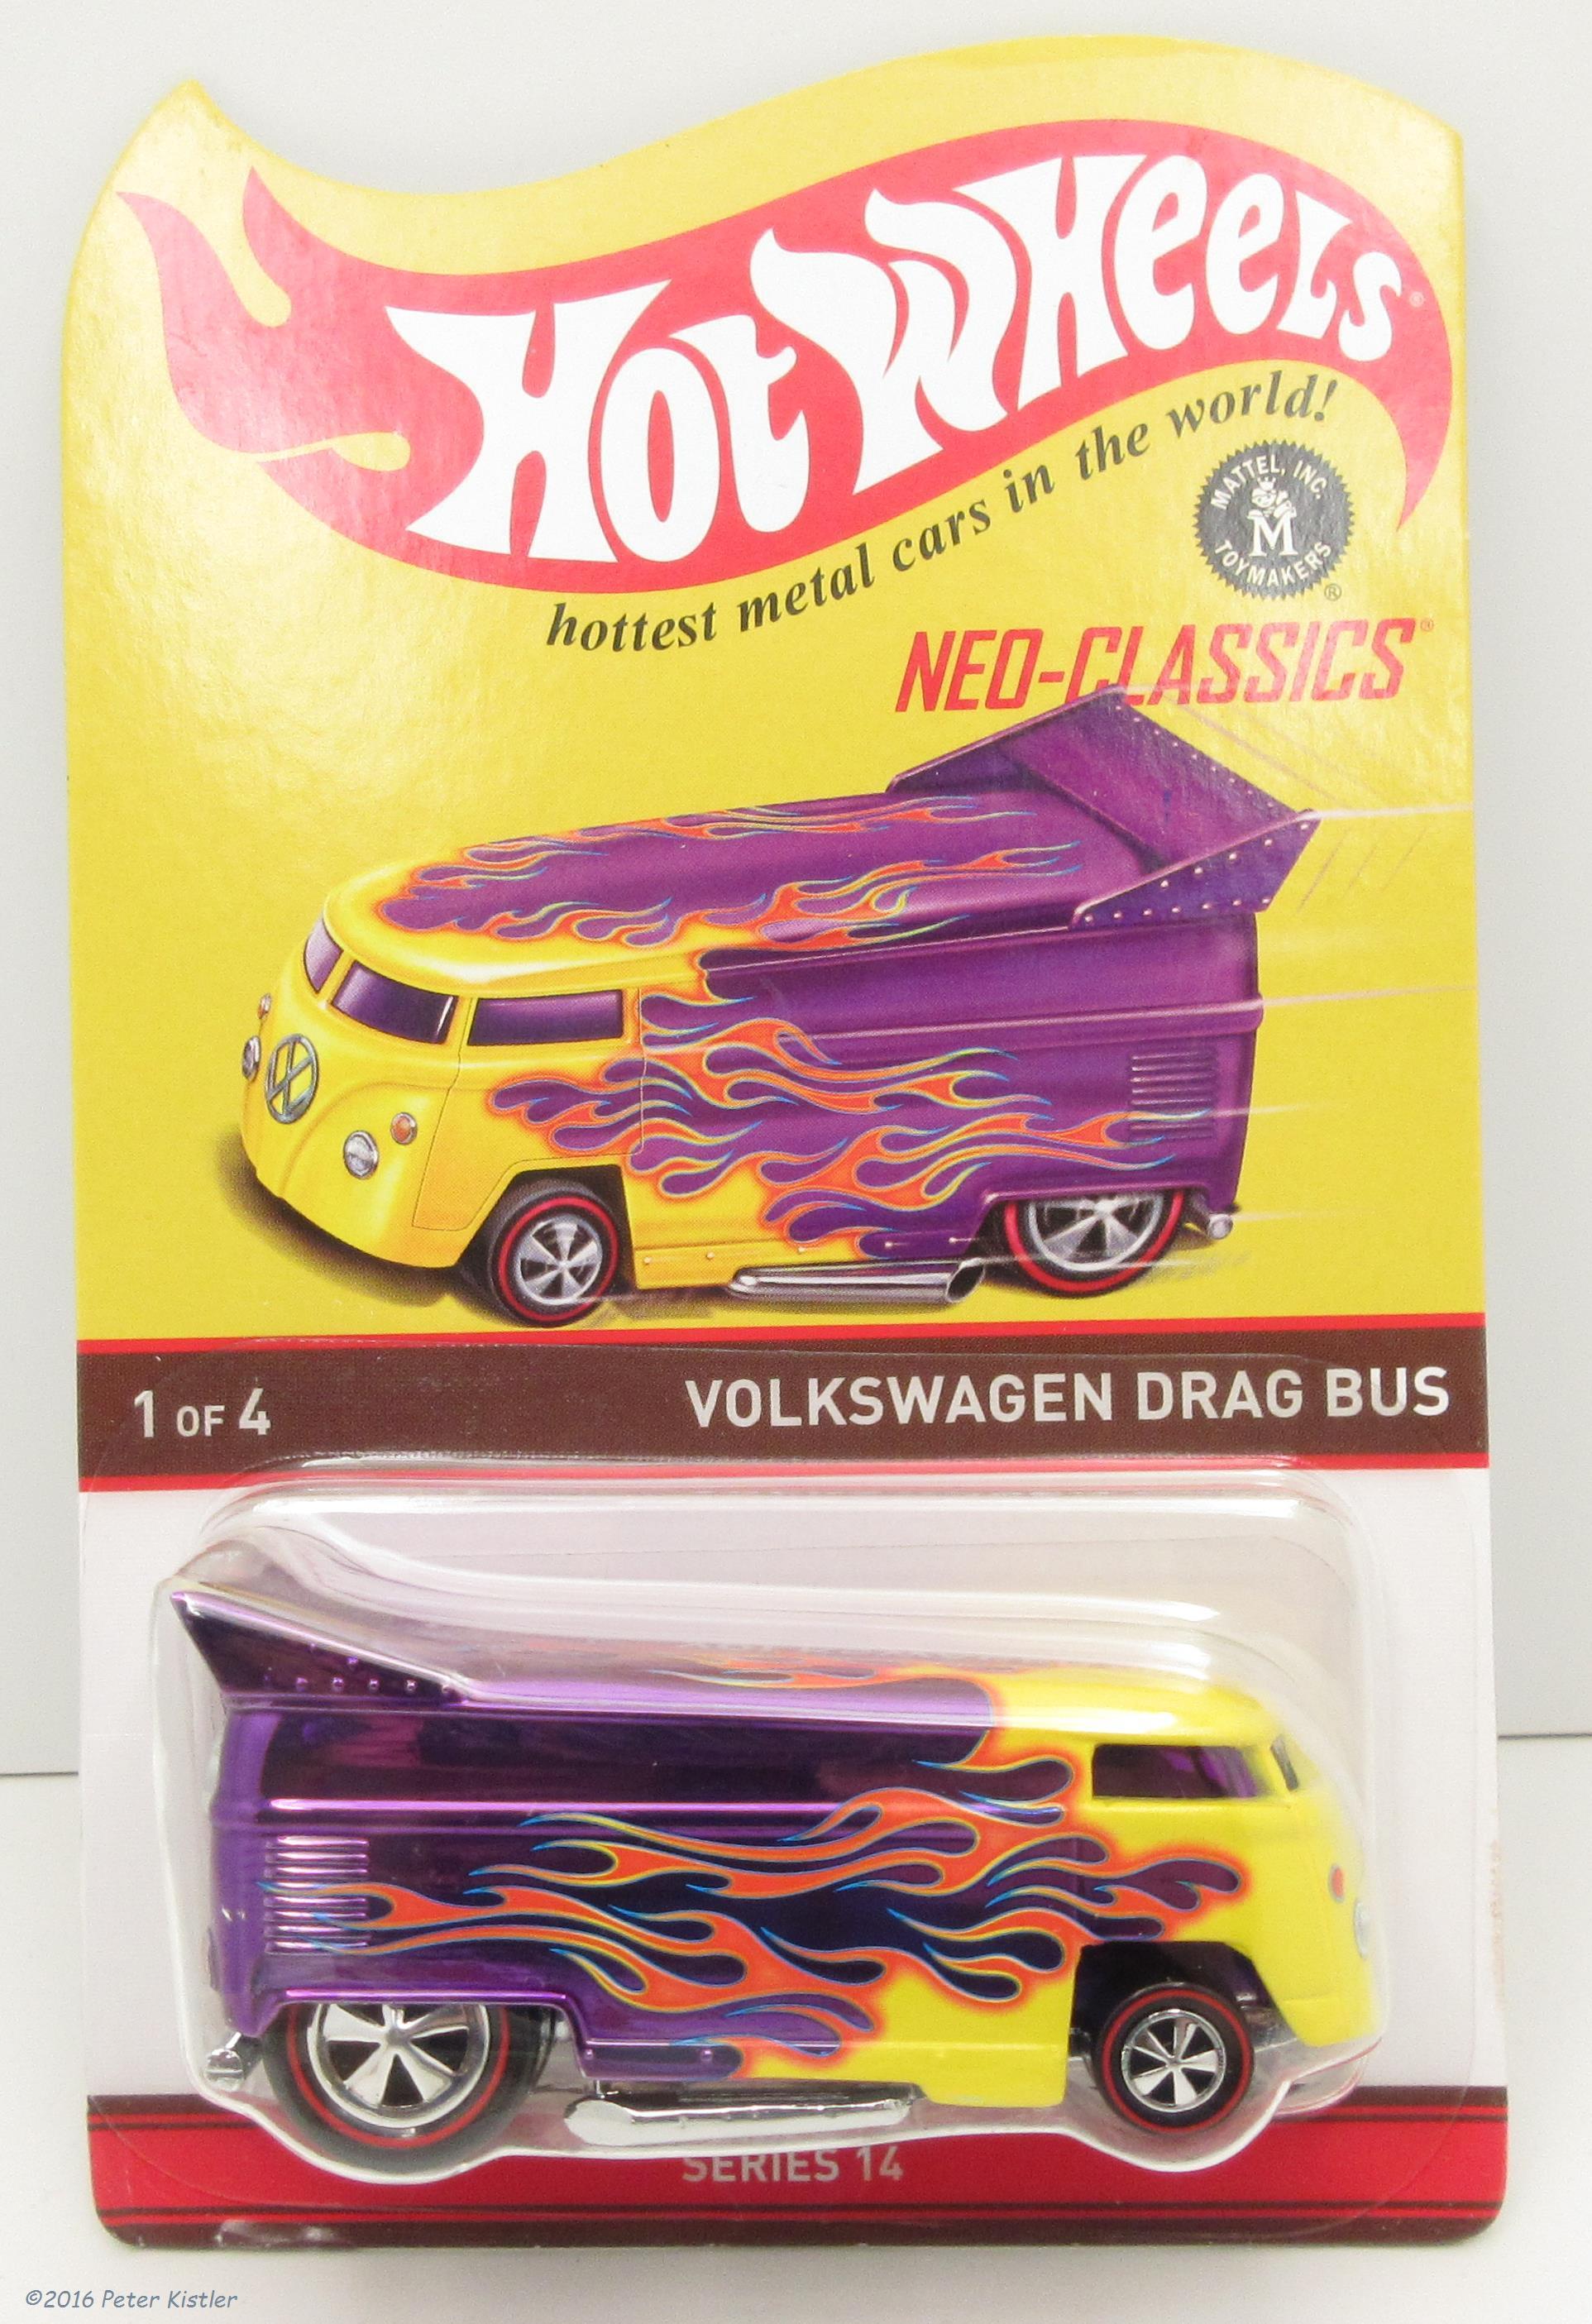 Hot Wheels®
hottest metal cars in the world!
MATTEL, INC.
M
TOYMAKERS
®
NEO-CLASSICS®
1 OF 4
VOLKSWAGEN DRAG BUS
SERIES 14
©2016 Peter Kistler